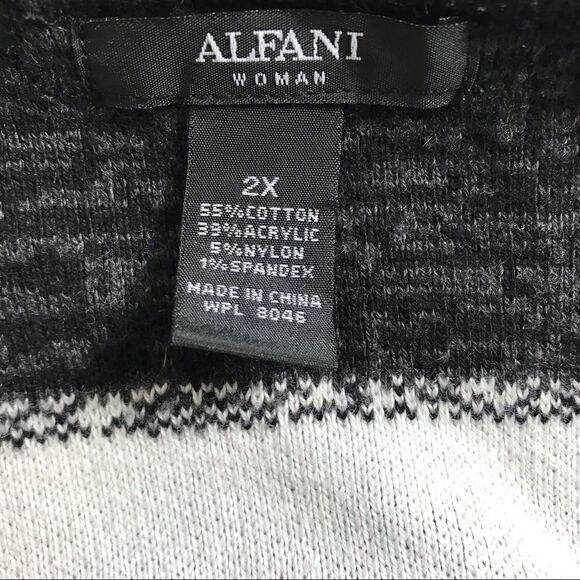 ALFANI
WOMAN
2X
55%COTTON
39%ACRYLIC
5%NYLON
1%SPANDEX
MADE IN CHINA
WPL 8046